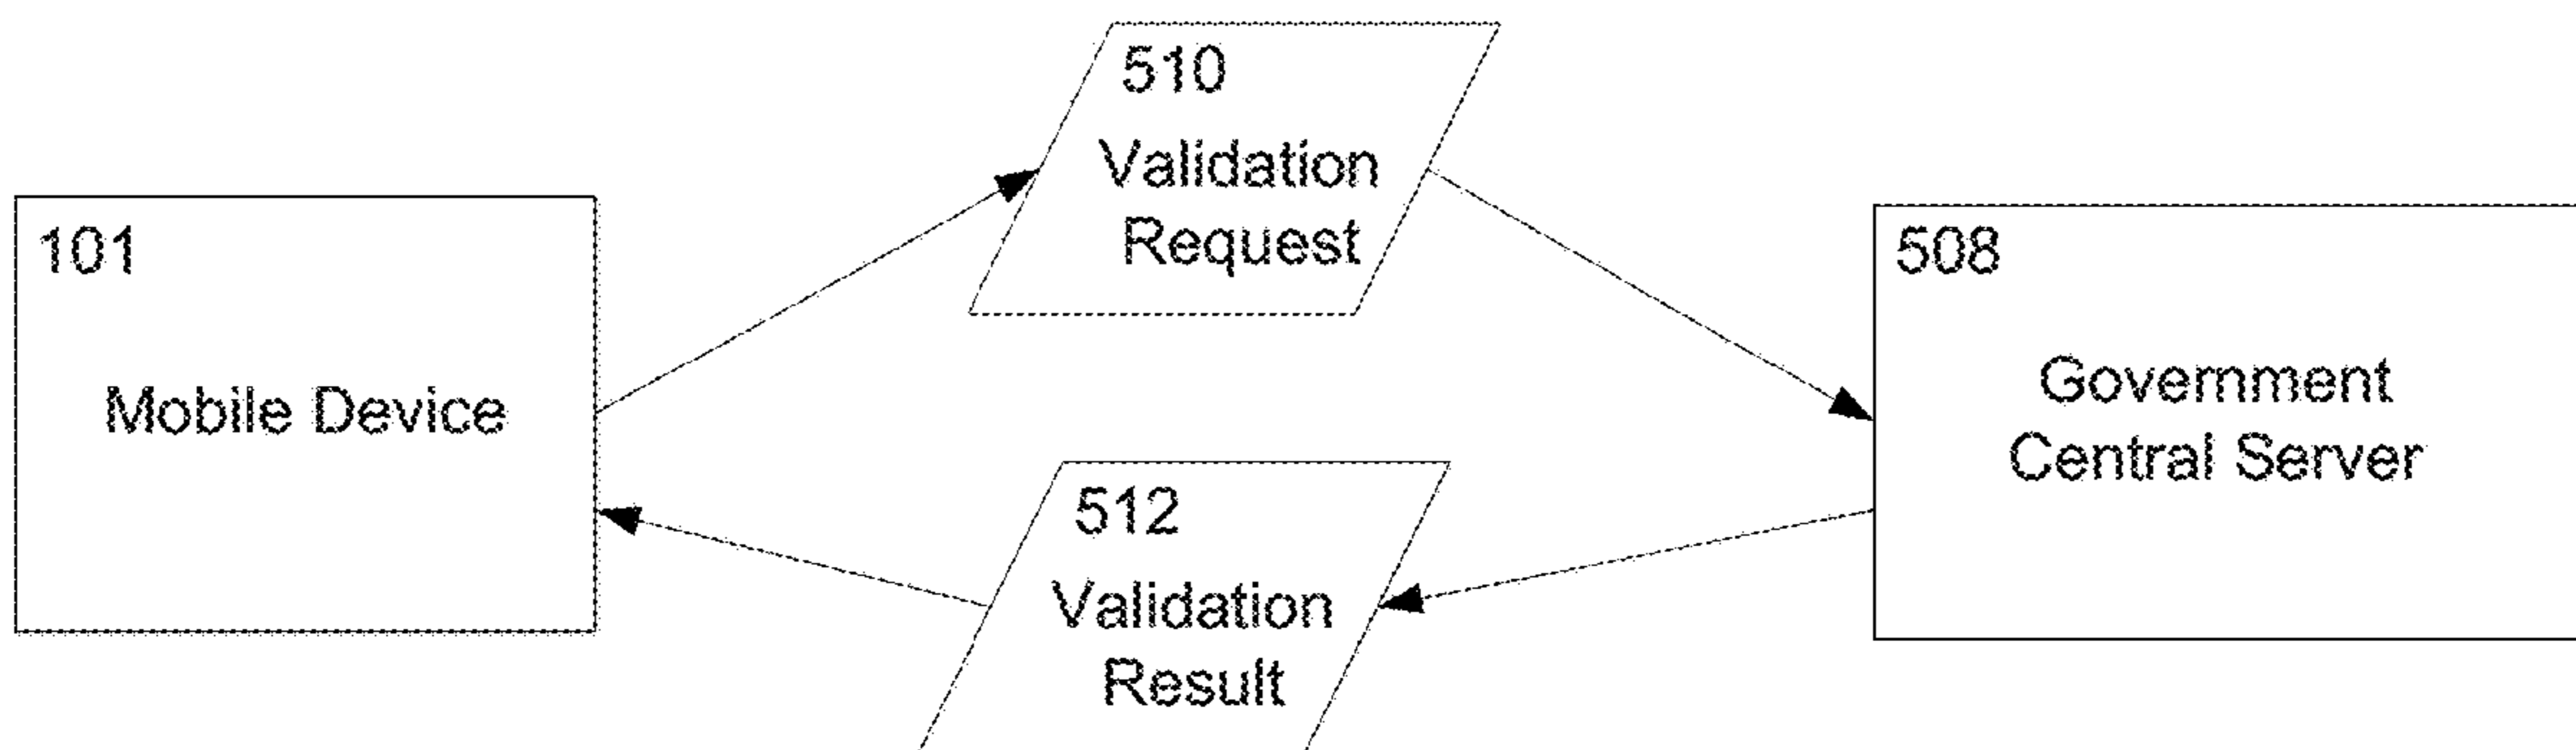 510
Validation
Request
101
Mobile Device
508
Government
Central Server
512
Validation
Result